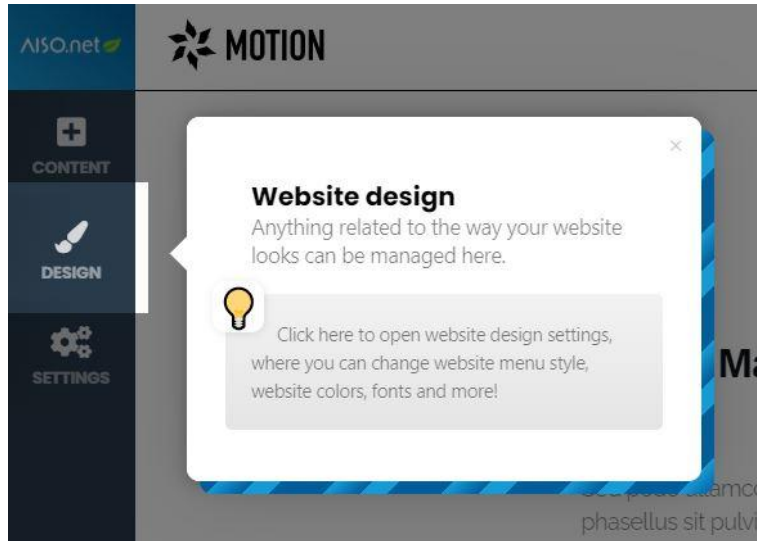 AISO.net
MOTION
CONTENT
DESIGN
SETTINGS
×
Website design
Anything related to the way your website
looks can be managed here.
Click here to open website design settings,
where you can change website menu style,
website colors, fonts and more!
phasellus sit